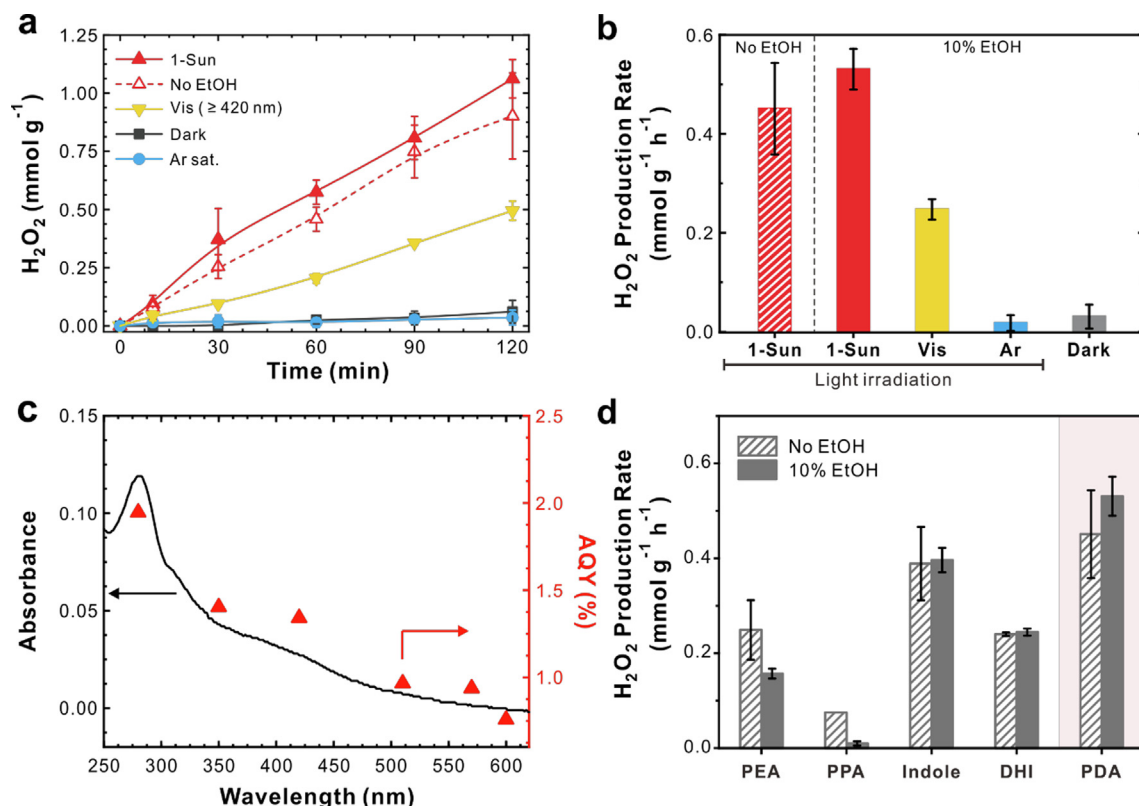 a
H₂O₂ (mmol g⁻¹)
1.25
1.00
0.75
0.50
0.25
0.00
1-Sun
No EtOH
Vis ( ≥ 420 nm)
Dark
Ar sat.
0 30 60 90 120
Time (min)
b
H₂O₂ Production Rate
(mmol g⁻¹ h⁻¹)
0.6
0.4
0.2
0.0
No EtOH 10% EtOH
1-Sun 1-Sun Vis Ar Dark
Light irradiation
c
Absorbance
0.15
0.10
0.05
0.00
2.5
2.0
1.5
1.0
AQY (%)
250 300 350 400 450 500 550 600
Wavelength (nm)
d
H₂O₂ Production Rate
(mmol g⁻¹ h⁻¹)
0.6
0.4
0.2
0.0
No EtOH
10% EtOH
PEA PPA Indole DHI PDA